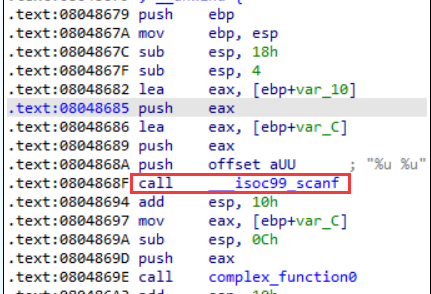 .text:08048679 push ebp
.text:0804867A mov ebp, esp
.text:0804867C sub esp, 18h
.text:0804867F sub esp, 4
.text:08048682 lea eax, [ebp+var_10]
.text:08048685 push eax
.text:08048686 lea eax, [ebp+var_C]
.text:08048689 push eax
.text:0804868A push offset aUU ; "%u %u"
.text:0804868F call ___isoc99_scanf
.text:08048694 add esp, 10h
.text:08048697 mov eax, [ebp+var_C]
.text:0804869A sub esp, 0Ch
.text:0804869D push eax
.text:0804869E call complex_function0